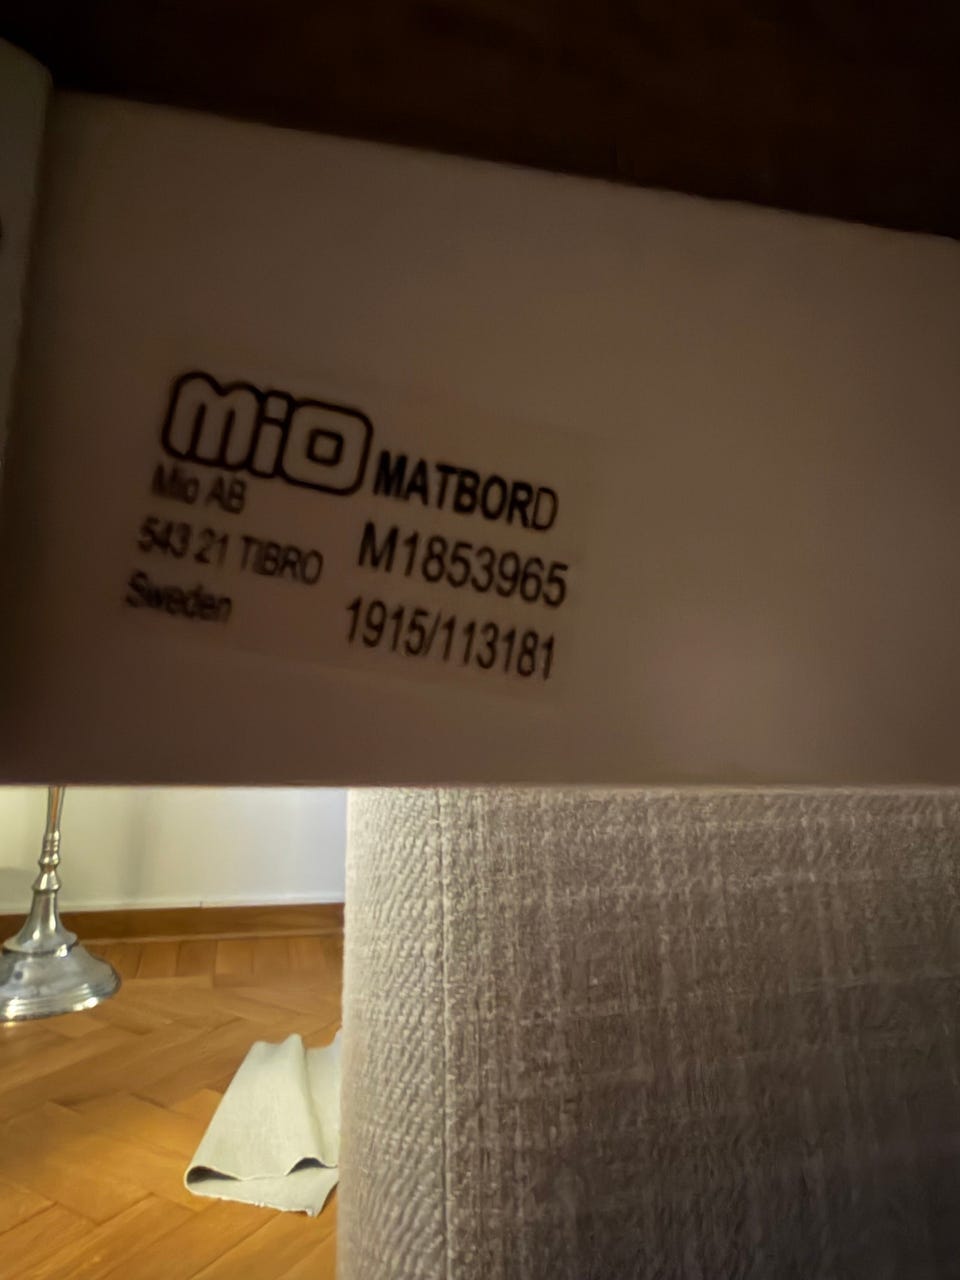 mio MATBORD
Mio AB
M1853965
543 21 TIBRO
1915/113181
Sweden